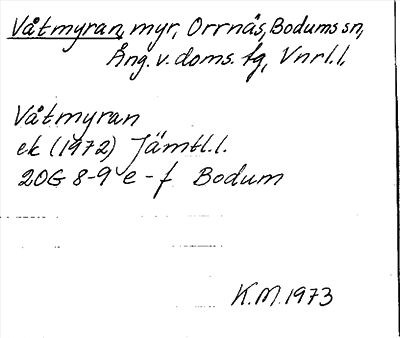 Våtmyran, myr, Orrnäs, Bodums sn,
Ång. v. doms. tg, Vnrl. l,
Våtmyran
ek (1972) Jämtl. l.
20G 8-9 e-f Bodum
K.M. 1973